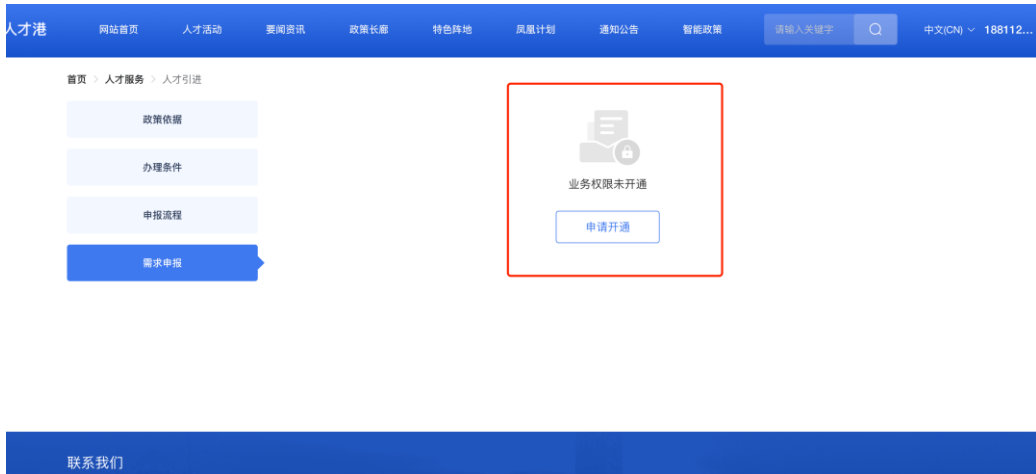 人才港 网站首页 人才活动 要闻资讯 政策长廊 特色阵地 凤凰计划 通知公告 智能政策 请输入关键字 中文(CN) 188112...
首页 > 人才服务 > 人才引进
政策依据
办理条件
申报流程
需求申报
业务权限未开通
申请开通
联系我们